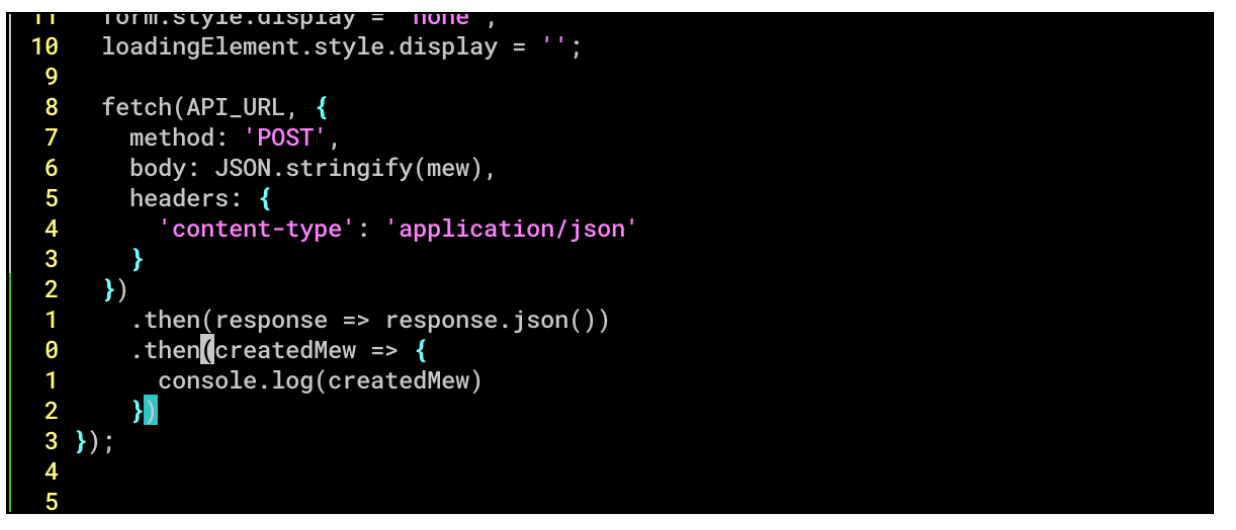 11   form.style.display = 'none';
10   loadingElement.style.display = '';
9
8   fetch(API_URL, {
7     method: 'POST',
6     body: JSON.stringify(mew),
5     headers: {
4       'content-type': 'application/json'
3     }
2   })
1     .then(response => response.json())
0     .then(createdMew => {
1       console.log(createdMew)
2     })
3 });
4
5